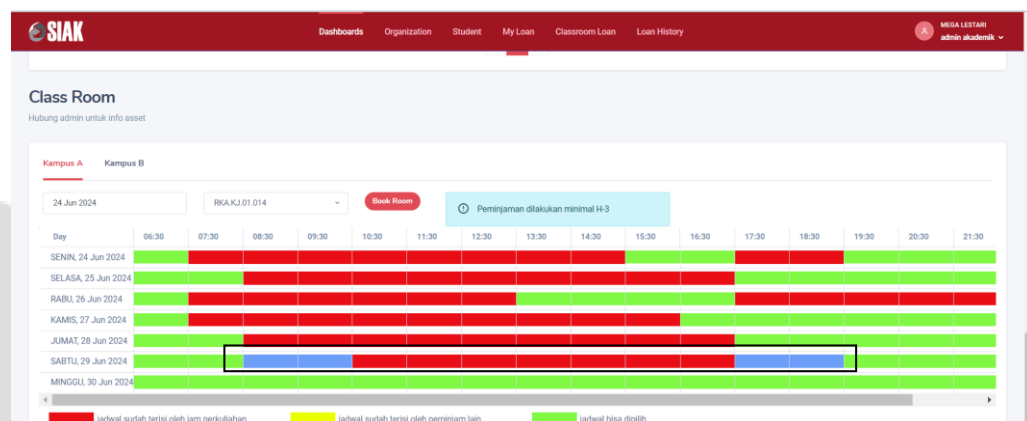 SIAK Dashboards Organization Student My Loan Classroom Loan Loan History MEGA LESTARI
admin akademik
Class Room
Hubung admin untuk info asset
Kampus A Kampus B
24 Jun 2024 RKA.KJ.01.014 Book Room Peminjaman dilakukan minimal H-3
Day 06:30 07:30 08:30 09:30 10:30 11:30 12:30 13:30 14:30 15:30 16:30 17:30 18:30 19:30 20:30 21:30
SENIN, 24 Jun 2024
SELASA, 25 Jun 2024
RABU, 26 Jun 2024
KAMIS, 27 Jun 2024
JUMAT, 28 Jun 2024
SABTU, 29 Jun 2024
MINGGU, 30 Jun 2024
jadwal sudah terisi oleh jam perkuliahan jadwal sudah terisi oleh peminjam lain jadwal bisa dipilih